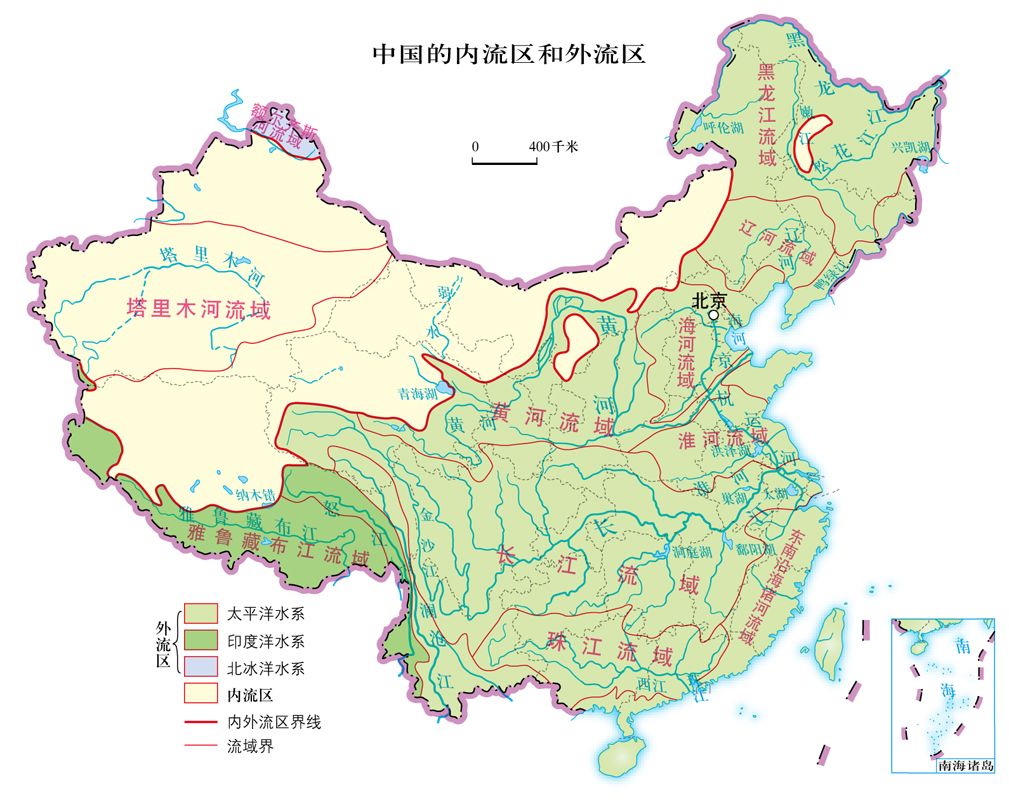 中国的内流区和外流区
0 400千米
额尔齐斯
河流域
黑
龙
江
黑龙江流域
呼伦湖
嫩
江
松
花
江
兴凯湖
辽河流域
辽
河
鸭绿江
塔里木河
塔里木河流域
弱
水
青海湖
北京
海
河
海河流域
京
杭
运
河
黄
河
黄河
黄河流域
淮河流域
洪泽湖
淮
河
巢湖
太湖
纳木错
雅鲁藏布江
雅鲁藏布江流域
怒
江
金
沙
江
澜
沧
江
长
江
长江流域
洞庭湖
鄱阳湖
东南沿海诸河流域
珠江流域
西江
珠
江
外流区
太平洋水系
印度洋水系
北冰洋水系
内流区
内外流区界线
流域界
南
海
南海诸岛